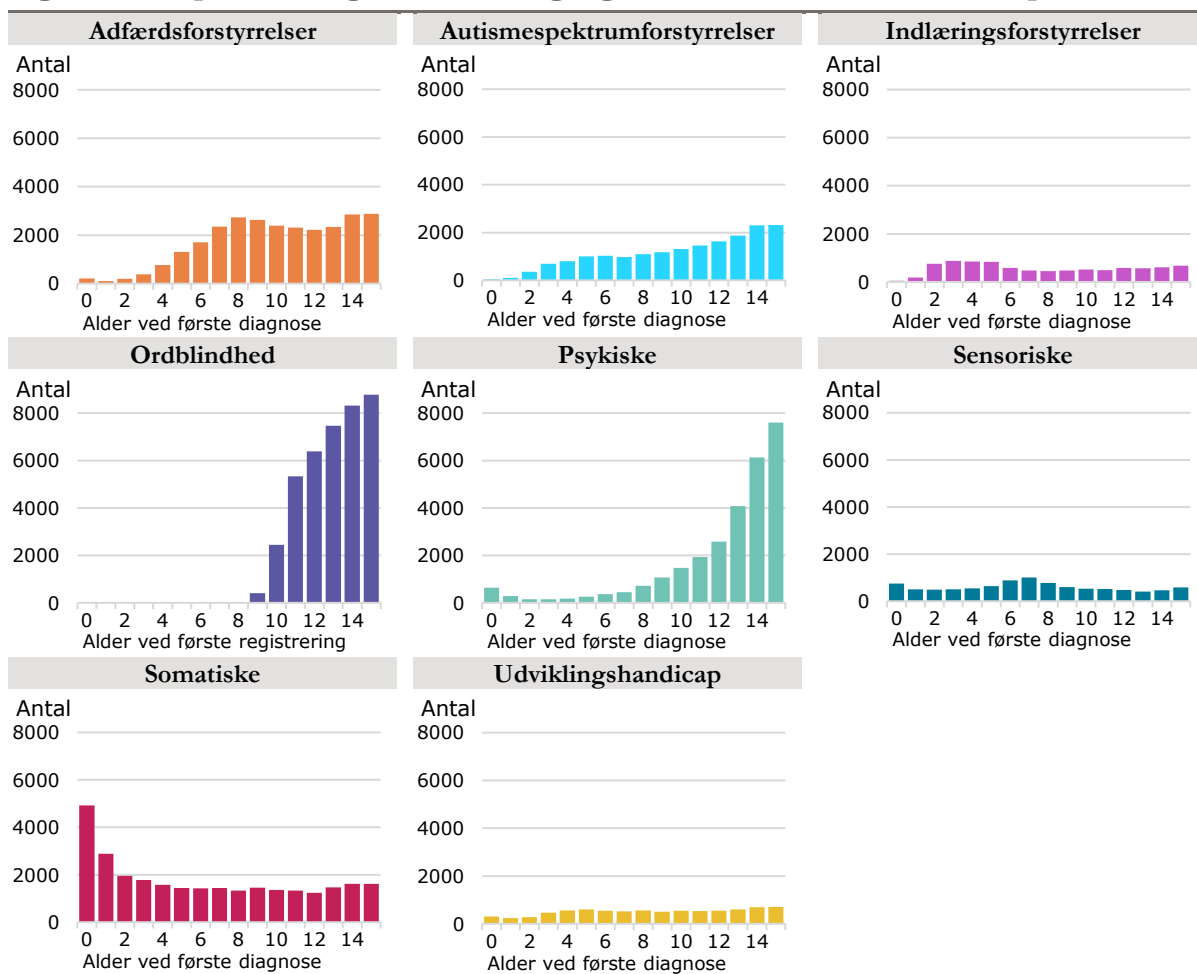 Adfærdsforstyrrelser
Antal
8000
6000
4000
2000
0
0 2 4 6 8 10 12 14
Alder ved første diagnose
Autismespektrumforstyrrelser
Antal
8000
6000
4000
2000
0
0 2 4 6 8 10 12 14
Alder ved første diagnose
Indlæringsforstyrrelser
Antal
8000
6000
4000
2000
0
0 2 4 6 8 10 12 14
Alder ved første diagnose
Ordblindhed
Antal
8000
6000
4000
2000
0
0 2 4 6 8 10 12 14
Alder ved første registrering
Psykiske
Antal
8000
6000
4000
2000
0
0 2 4 6 8 10 12 14
Alder ved første diagnose
Sensoriske
Antal
8000
6000
4000
2000
0
0 2 4 6 8 10 12 14
Alder ved første diagnose
Somatiske
Antal
8000
6000
4000
2000
0
0 2 4 6 8 10 12 14
Alder ved første diagnose
Udviklingshandicap
Antal
8000
6000
4000
2000
0
0 2 4 6 8 10 12 14
Alder ved første diagnose